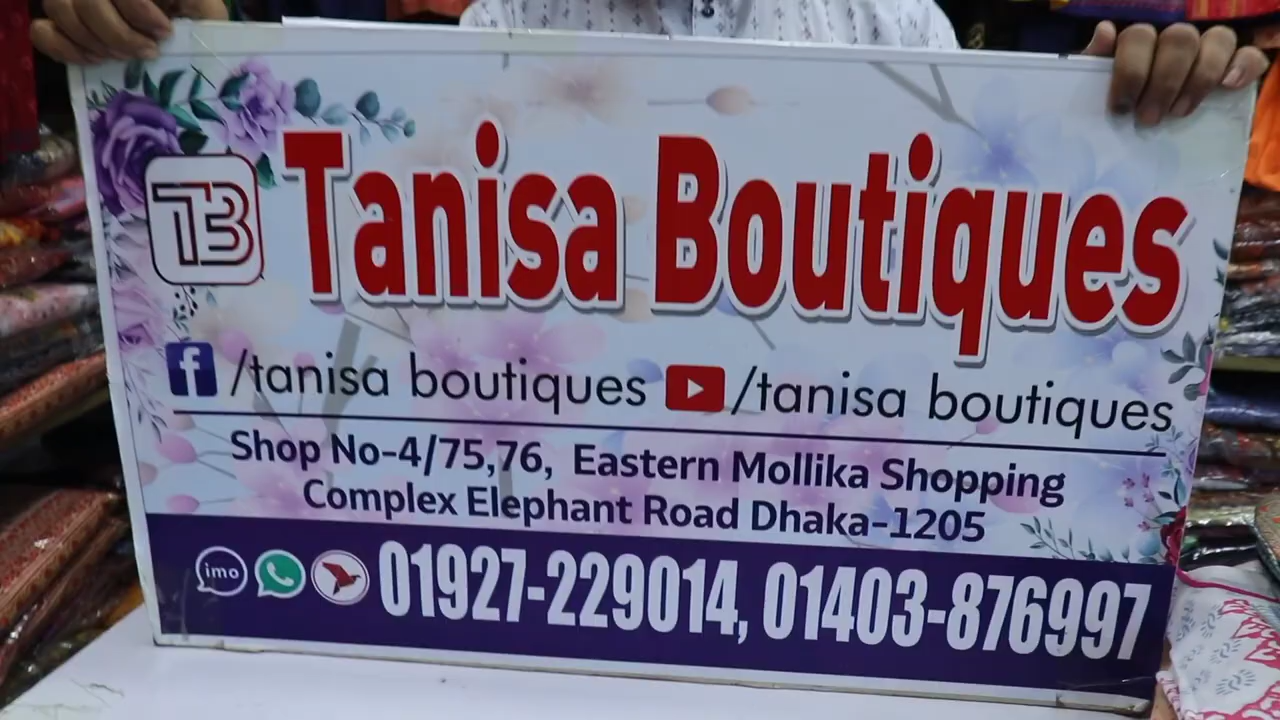 TB
Tanisa Boutiques
/tanisa boutiques /tanisa boutiques
Shop No-4/75,76, Eastern Mollika Shopping
Complex Elephant Road Dhaka-1205
imo 01927-229014, 01403-876997